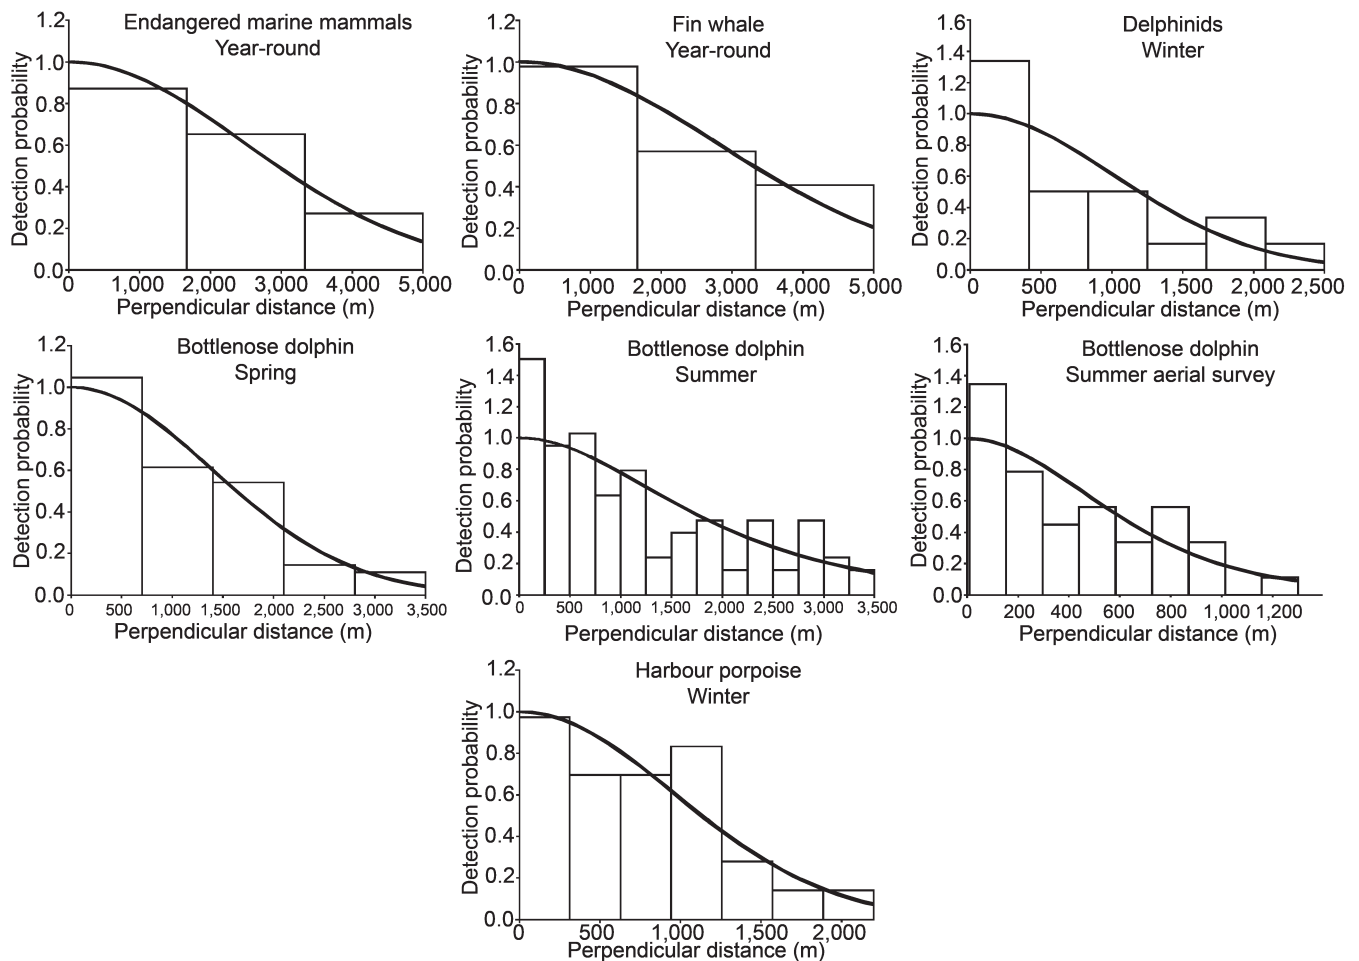 Endangered marine mammals
Year-round
Detection probability
1.2
1.0
0.8
0.6
0.4
0.2
0.0
0 1,000 2,000 3,000 4,000 5,000
Perpendicular distance (m)
Fin whale
Year-round
Detection probability
1.2
1.0
0.8
0.6
0.4
0.2
0.0
0 1,000 2,000 3,000 4,000 5,000
Perpendicular distance (m)
Delphinids
Winter
Detection probability
1.6
1.4
1.2
1.0
0.8
0.6
0.4
0.2
0.0
0 500 1,000 1,500 2,000 2,500
Perpendicular distance (m)
Bottlenose dolphin
Spring
Detection probability
1.2
1.0
0.8
0.6
0.4
0.2
0.0
0 500 1,000 1,500 2,000 2,500 3,000 3,500
Perpendicular distance (m)
Bottlenose dolphin
Summer
Detection probability
1.6
1.4
1.2
1.0
0.8
0.6
0.4
0.2
0.0
0 500 1,000 1,500 2,000 2,500 3,000 3,500
Perpendicular distance (m)
Bottlenose dolphin
Summer aerial survey
Detection probability
1.6
1.4
1.2
1.0
0.8
0.6
0.4
0.2
0.0
0 200 400 600 800 1,000 1,200
Perpendicular distance (m)
Harbour porpoise
Winter
Detection probability
1.2
1.0
0.8
0.6
0.4
0.2
0.0
0 500 1,000 1,500 2,000
Perpendicular distance (m)